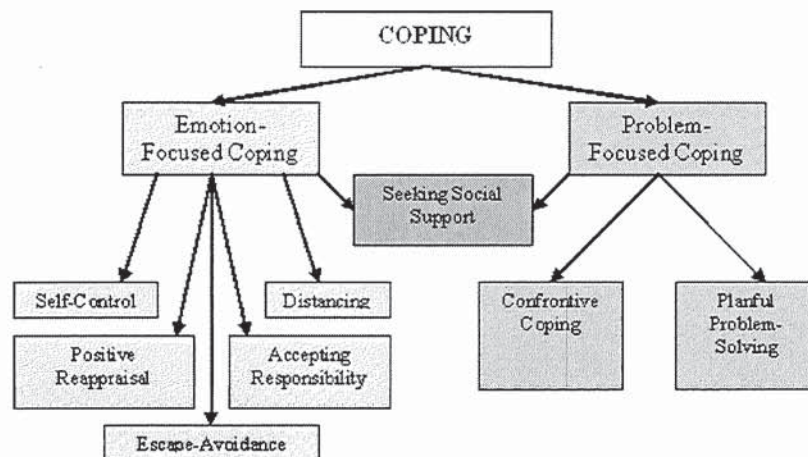 COPING
Emotion-
Focused Coping
Problem-
Focused Coping
Seeking Social
Support
Self-Control
Distancing
Confrontive
Coping
Planful
Problem-
Solving
Positive
Reappraisal
Accepting
Responsibility
Escape-Avoidance